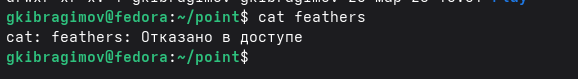 gkibragimov@fedora:~/point$ cat feathers
cat: feathers: Отказано в доступе
gkibragimov@fedora:~/point$